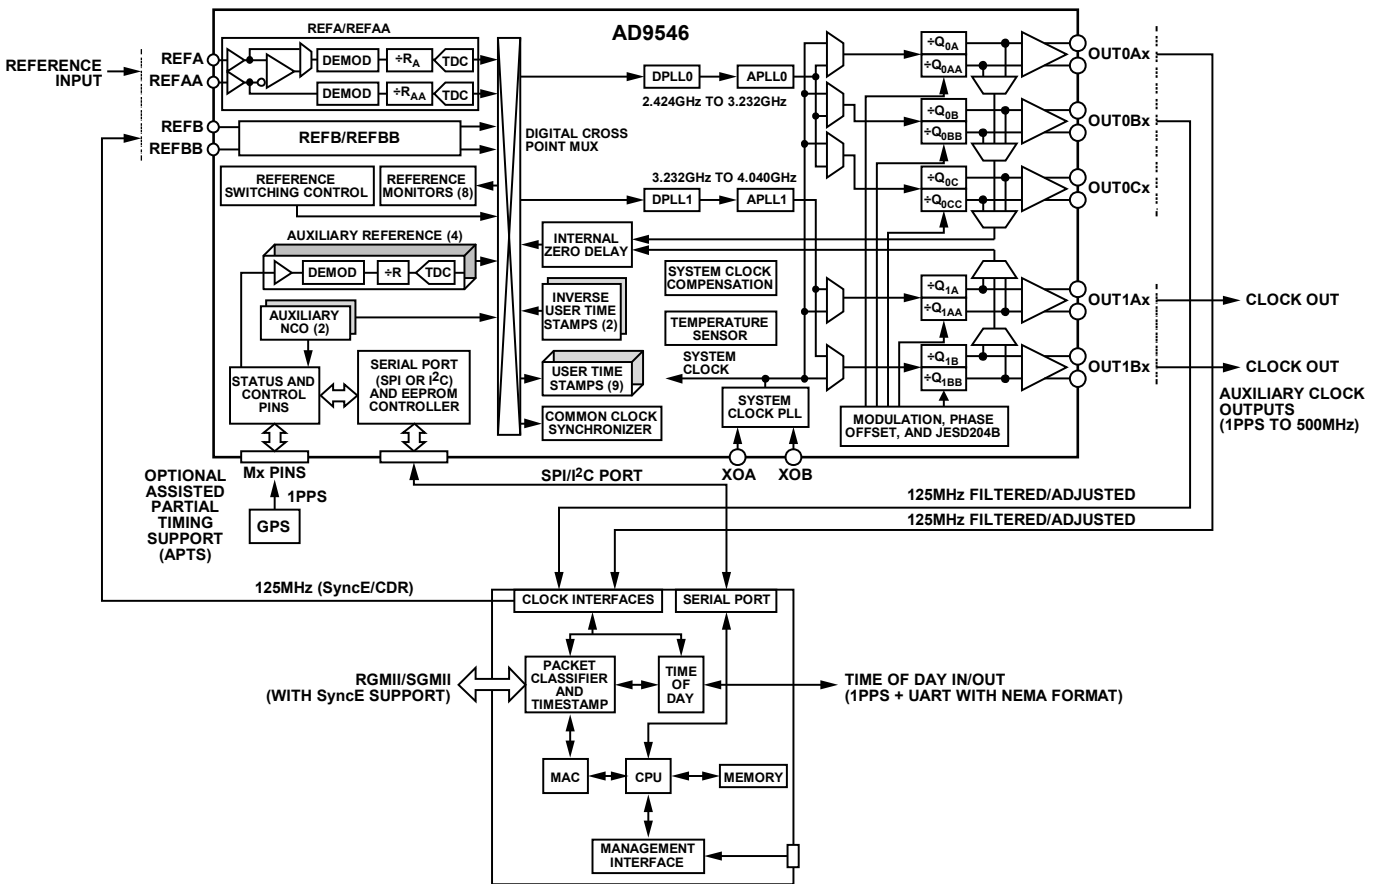 AD9546
REFERENCE
INPUT
REFA
REFAA
REFB
REFBB
REFA/REFAA
DEMOD
÷RA
TDC
DEMOD
÷RAA
TDC
REFB/REFBB
REFERENCE
SWITCHING CONTROL
REFERENCE
MONITORS (8)
AUXILIARY REFERENCE (4)
DEMOD
÷R
TDC
AUXILIARY
NCO (2)
STATUS AND
CONTROL
PINS
SERIAL PORT
(SPI OR I2C)
AND EEPROM
CONTROLLER
DIGITAL CROSS
POINT MUX
DPLL0
APLL0
2.424GHz TO 3.232GHz
3.232GHz TO 4.040GHz
DPLL1
APLL1
INTERNAL
ZERO DELAY
INVERSE
USER TIME
STAMPS (2)
USER TIME
STAMPS (9)
COMMON CLOCK
SYNCHRONIZER
SYSTEM CLOCK
COMPENSATION
TEMPERATURE
SENSOR
SYSTEM
CLOCK
SYSTEM
CLOCK PLL
÷Q0A
÷Q0AA
÷Q0B
÷Q0BB
÷Q0C
÷Q0CC
÷Q1A
÷Q1AA
÷Q1B
÷Q1BB
MODULATION, PHASE
OFFSET, AND JESD204B
OUT0Ax
OUT0Bx
OUT0Cx
OUT1Ax
OUT1Bx
CLOCK OUT
CLOCK OUT
AUXILIARY CLOCK
OUTPUTS
(1PPS TO 500MHz)
Mx PINS
XOA
XOB
SPI/I2C PORT
OPTIONAL
ASSISTED
PARTIAL
TIMING
SUPPORT
(APTS)
1PPS
GPS
125MHz FILTERED/ADJUSTED
125MHz FILTERED/ADJUSTED
125MHz (SyncE/CDR)
CLOCK INTERFACES
SERIAL PORT
RGMII/SGMII
(WITH SyncE SUPPORT)
PACKET
CLASSIFIER
AND
TIMESTAMP
TIME
OF
DAY
TIME OF DAY IN/OUT
(1PPS + UART WITH NEMA FORMAT)
MAC
CPU
MEMORY
MANAGEMENT
INTERFACE